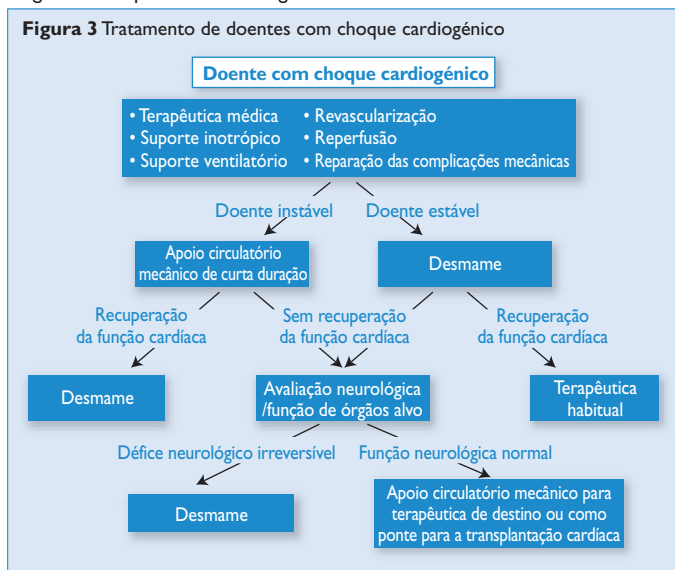 Figura 3 Tratamento de doentes com choque cardiogénico
Doente com choque cardiogénico
• Terapêutica médica
• Suporte inotrópico
• Suporte ventilatório
• Revascularização
• Reperfusão
• Reparação das complicações mecânicas
Doente instável
Doente estável
Apoio circulatório
mecânico de curta duração
Desmame
Recuperação
da função cardíaca
Sem recuperação
da função cardíaca
Recuperação
da função cardíaca
Desmame
Avaliação neurológica
/função de órgãos alvo
Terapêutica
habitual
Défice neurológico irreversível
Função neurológica normal
Desmame
Apoio circulatório mecânico para
terapêutica de destino ou como
ponte para a transplantação cardíaca